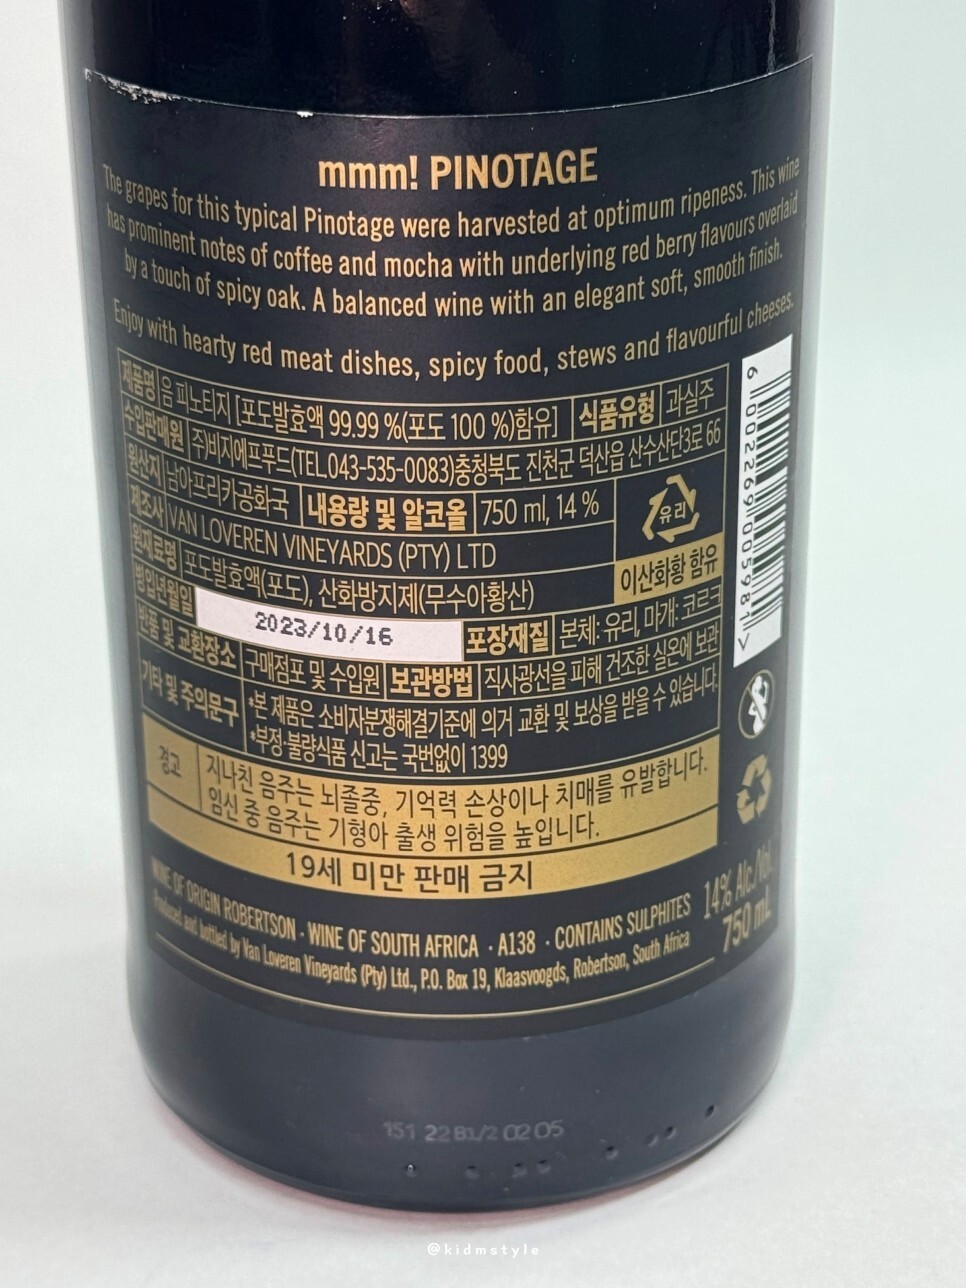 mmm! PINOTAGE
The grapes for this typical Pinotage were harvested at optimum ripeness. This wine
has prominent notes of coffee and mocha with underlying red berry flavours overlaid
by a touch of spicy oak. A balanced wine with an elegant soft, smooth finish.
Enjoy with hearty red meat dishes, spicy food, stews and flavourful cheeses.
제품명 음 피노티지 [포도발효액 99.99 %(포도 100 %)함유] 식품유형 과실주
수입판매원 주)비지에프푸드(TEL.043-535-0083)충청북도 진천군 덕산읍 산수산단3로 66
원산지 남아프리카공화국 내용량 및 알코올 750 ml, 14 %
유리
제조사 VAN LOVEREN VINEYARDS (PTY) LTD
원재료명 포도발효액(포도), 산화방지제(무수아황산) 이산화황 함유
병입년월일 2023/10/16 포장재질 본체: 유리, 마개: 코르크
반품 및 교환장소 구매점포 및 수입원 보관방법 직사광선을 피해 건조한 실온에 보관
기타 및 주의문구 *본 제품은 소비자분쟁해결기준에 의거 교환 및 보상을 받을 수 있습니다.
*부정·불량식품 신고는 국번없이 1399
경고 지나친 음주는 뇌졸중, 기억력 손상이나 치매를 유발합니다.
임신 중 음주는 기형아 출생 위험을 높입니다.
19세 미만 판매 금지
6 002269 005981 >
WINE OF ORIGIN ROBERTSON · WINE OF SOUTH AFRICA · A138 · CONTAINS SULPHITES
Produced and bottled by Van Loveren Vineyards (Pty) Ltd., P.O. Box 19, Klaasvoogds, Robertson, South Africa
14% Alc./Vol.
750 mL
151 22 B1/2 02 05
@kidmstyle